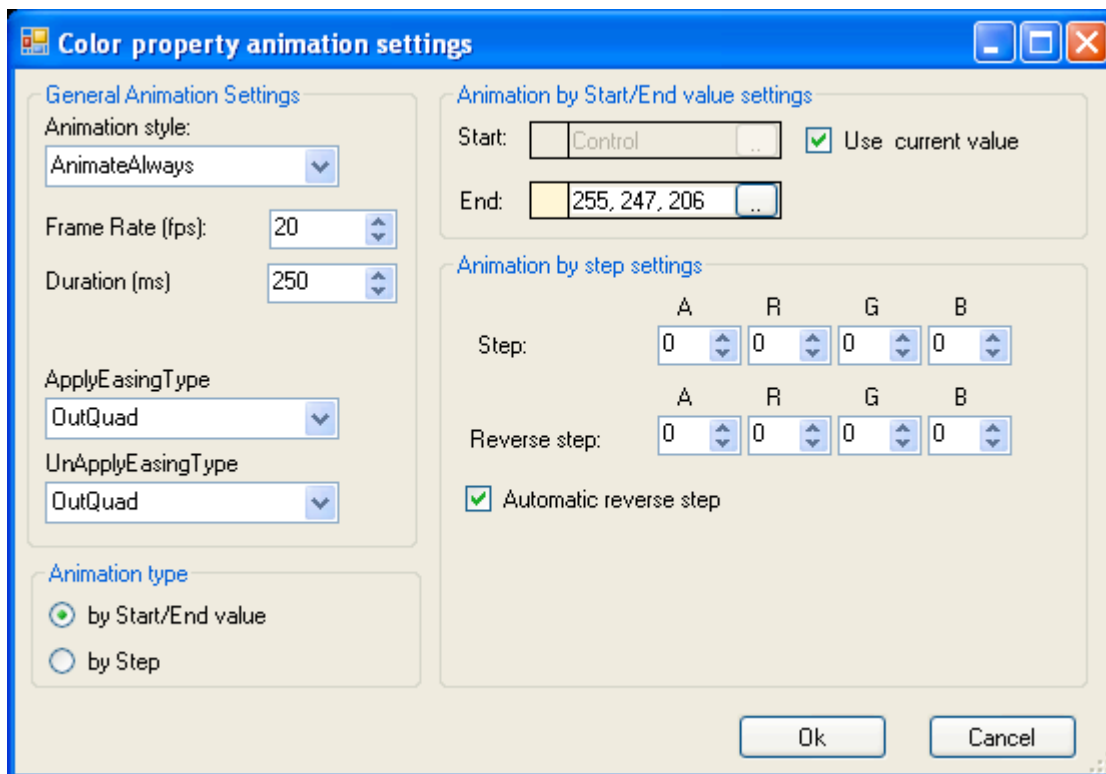 Color property animation settings
General Animation Settings
Animation style:
AnimateAlways
Frame Rate (fps):
20
Duration (ms)
250
ApplyEasingType
OutQuad
UnApplyEasingType
OutQuad
Animation type
by Start/End value
by Step
Animation by Start/End value settings
Start:
Control
..
Use current value
End:
255, 247, 206
..
Animation by step settings
A R G B
Step:
0 0 0 0
A R G B
Reverse step:
0 0 0 0
Automatic reverse step
Ok
Cancel